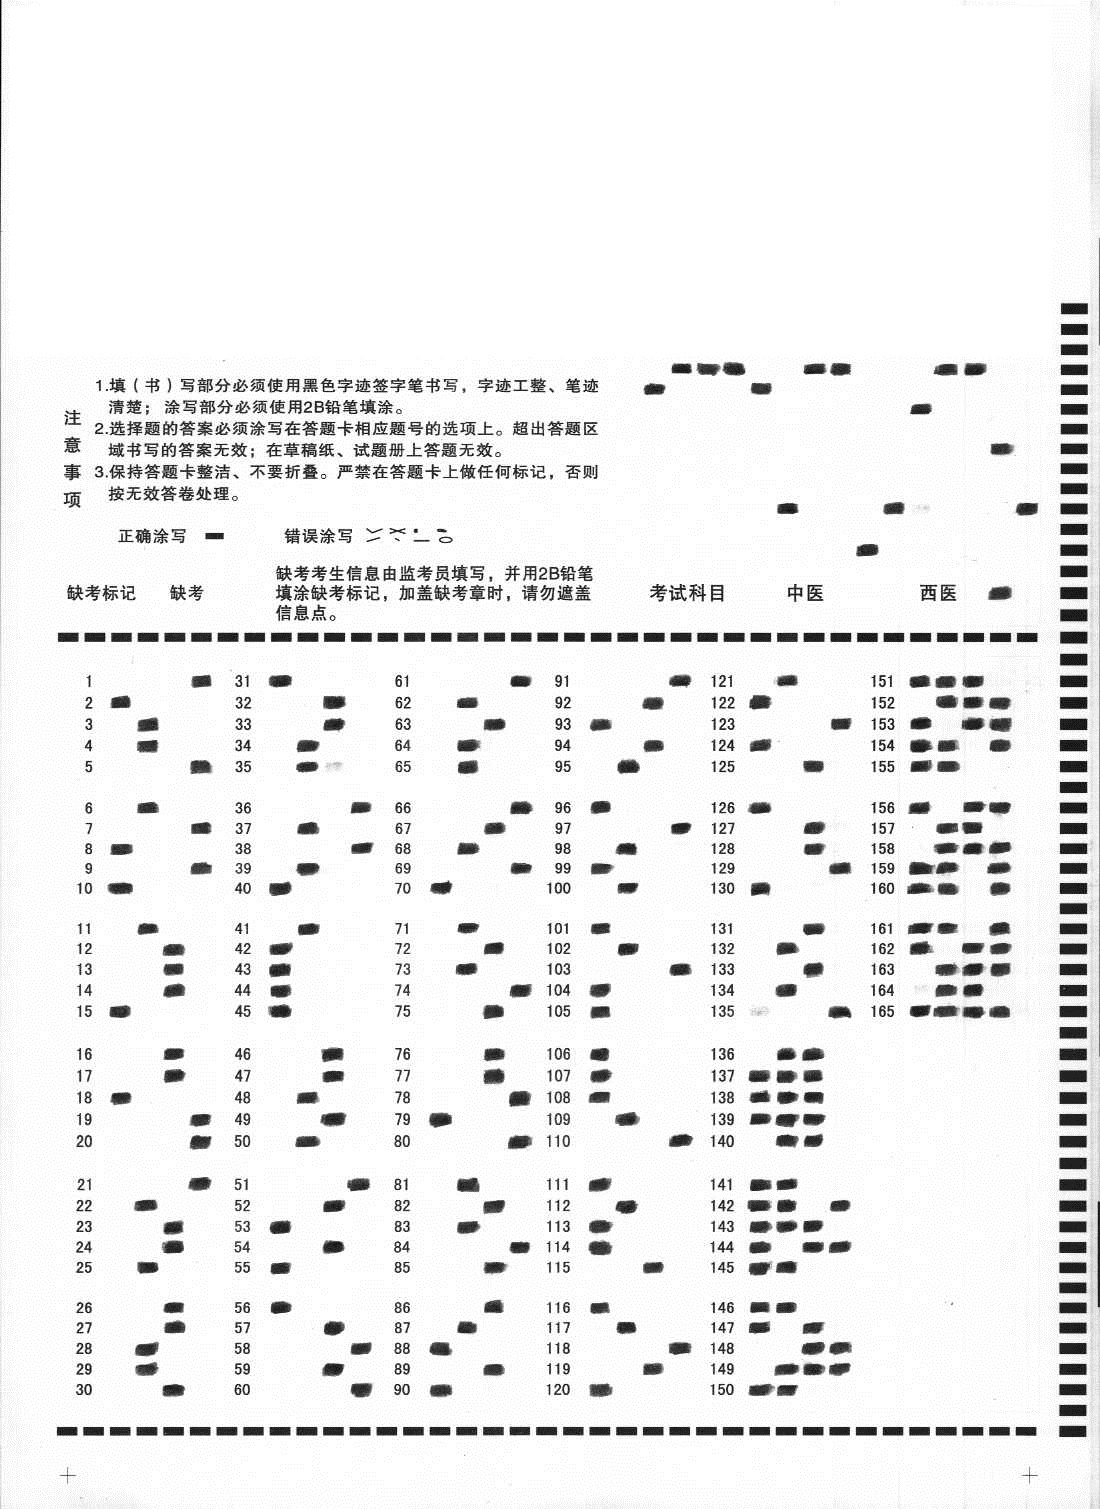 注意事项
1.填（书）写部分必须使用黑色字迹签字笔书写，字迹工整、笔迹
清楚；涂写部分必须使用2B铅笔填涂。
2.选择题的答案必须涂写在答题卡相应题号的选项上。超出答题区
域书写的答案无效；在草稿纸、试题册上答题无效。
3.保持答题卡整洁、不要折叠。严禁在答题卡上做任何标记，否则
按无效答卷处理。
正确涂写 错误涂写
缺考标记 缺考
缺考考生信息由监考员填写，并用2B铅笔
填涂缺考标记，加盖缺考章时，请勿遮盖
信息点。
考试科目 中医 西医
1 31 61 91 121 151
2 32 62 92 122 152
3 33 63 93 123 153
4 34 64 94 124 154
5 35 65 95 125 155
6 36 66 96 126 156
7 37 67 97 127 157
8 38 68 98 128 158
9 39 69 99 129 159
10 40 70 100 130 160
11 41 71 101 131 161
12 42 72 102 132 162
13 43 73 103 133 163
14 44 74 104 134 164
15 45 75 105 135 165
16 46 76 106 136
17 47 77 107 137
18 48 78 108 138
19 49 79 109 139
20 50 80 110 140
21 51 81 111 141
22 52 82 112 142
23 53 83 113 143
24 54 84 114 144
25 55 85 115 145
26 56 86 116 146
27 57 87 117 147
28 58 88 118 148
29 59 89 119 149
30 60 90 120 150